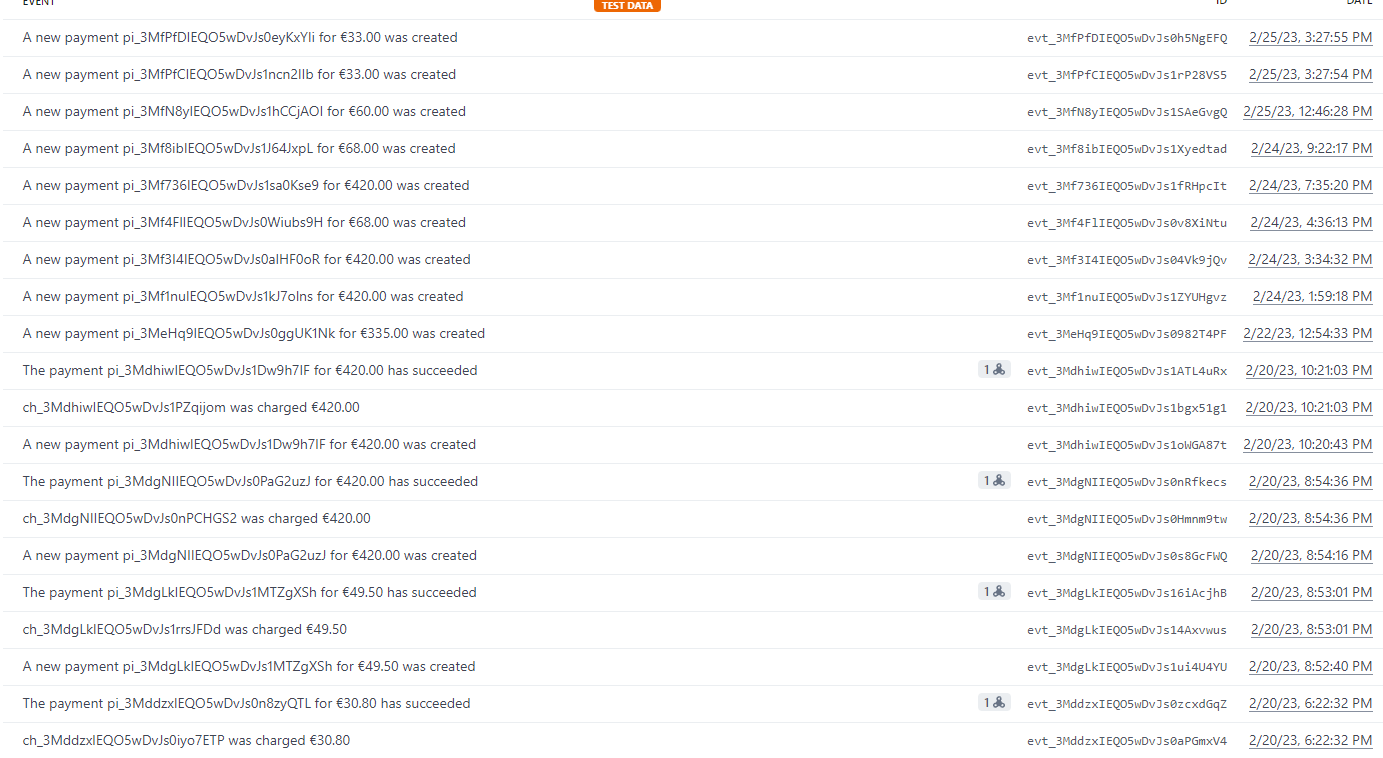 EVENT TEST DATA ID DATE
A new payment pi_3MfPfDIEQO5wDvJs0eyKxYIi for €33.00 was created evt_3MfPfDIEQO5wDvJs0h5NgEFQ 2/25/23, 3:27:55 PM
A new payment pi_3MfPfCIEQO5wDvJs1ncn2IIb for €33.00 was created evt_3MfPfCIEQO5wDvJs1rP28VS5 2/25/23, 3:27:54 PM
A new payment pi_3MfN8yIEQO5wDvJs1hCCjAOI for €60.00 was created evt_3MfN8yIEQO5wDvJs1SAeGvgQ 2/25/23, 12:46:28 PM
A new payment pi_3Mf8ibIEQO5wDvJs1J64JxpL for €68.00 was created evt_3Mf8ibIEQO5wDvJs1Xyedtad 2/24/23, 9:22:17 PM
A new payment pi_3Mf736IEQO5wDvJs1sa0Kse9 for €420.00 was created evt_3Mf736IEQO5wDvJs1fRHpcIt 2/24/23, 7:35:20 PM
A new payment pi_3Mf4FlIEQO5wDvJs0Wiubs9H for €68.00 was created evt_3Mf4FlIEQO5wDvJs0v8XiNtu 2/24/23, 4:36:13 PM
A new payment pi_3Mf3I4IEQO5wDvJs0aIHF0oR for €420.00 was created evt_3Mf3I4IEQO5wDvJs04Vk9jQv 2/24/23, 3:34:32 PM
A new payment pi_3Mf1nuIEQO5wDvJs1kJ7oIns for €420.00 was created evt_3Mf1nuIEQO5wDvJs1ZYUHgvz 2/24/23, 1:59:18 PM
A new payment pi_3MeHq9IEQO5wDvJs0ggUK1Nk for €335.00 was created evt_3MeHq9IEQO5wDvJs0982T4PF 2/22/23, 12:54:33 PM
The payment pi_3MdhiwIEQO5wDvJs1Dw9h7IF for €420.00 has succeeded 1 evt_3MdhiwIEQO5wDvJs1ATL4uRx 2/20/23, 10:21:03 PM
ch_3MdhiwIEQO5wDvJs1PZqijom was charged €420.00 evt_3MdhiwIEQO5wDvJs1bgx51g1 2/20/23, 10:21:03 PM
A new payment pi_3MdhiwIEQO5wDvJs1Dw9h7IF for €420.00 was created evt_3MdhiwIEQO5wDvJs1oWGA87t 2/20/23, 10:20:43 PM
The payment pi_3MdgNIIEQO5wDvJs0PaG2uzJ for €420.00 has succeeded 1 evt_3MdgNIIEQO5wDvJs0nRfkecs 2/20/23, 8:54:36 PM
ch_3MdgNIIEQO5wDvJs0nPCHGS2 was charged €420.00 evt_3MdgNIIEQO5wDvJs0Hmnm9tw 2/20/23, 8:54:36 PM
A new payment pi_3MdgNIIEQO5wDvJs0PaG2uzJ for €420.00 was created evt_3MdgNIIEQO5wDvJs0s8GcFWQ 2/20/23, 8:54:16 PM
The payment pi_3MdgLkIEQO5wDvJs1MTZgXSh for €49.50 has succeeded 1 evt_3MdgLkIEQO5wDvJs16iAcjhB 2/20/23, 8:53:01 PM
ch_3MdgLkIEQO5wDvJs1rrsJFDd was charged €49.50 evt_3MdgLkIEQO5wDvJs14Axvwus 2/20/23, 8:53:01 PM
A new payment pi_3MdgLkIEQO5wDvJs1MTZgXSh for €49.50 was created evt_3MdgLkIEQO5wDvJs1ui4U4YU 2/20/23, 8:52:40 PM
The payment pi_3MddzxIEQO5wDvJs0n8zyQTL for €30.80 has succeeded 1 evt_3MddzxIEQO5wDvJs0zcxdGqZ 2/20/23, 6:22:32 PM
ch_3MddzxIEQO5wDvJs0iyo7ETP was charged €30.80 evt_3MddzxIEQO5wDvJs0aPGmxV4 2/20/23, 6:22:32 PM